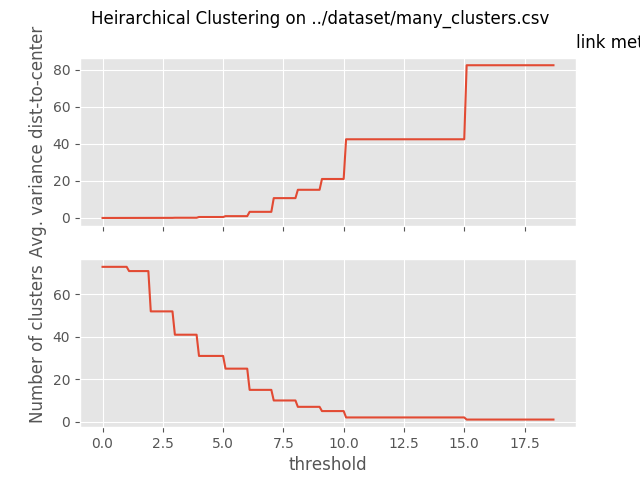 Heirarchical Clustering on ../dataset/many_clusters.csv
link met
Avg. variance dist-to-center
80
60
40
20
0
Number of clusters
60
40
20
0
0.0 2.5 5.0 7.5 10.0 12.5 15.0 17.5
threshold